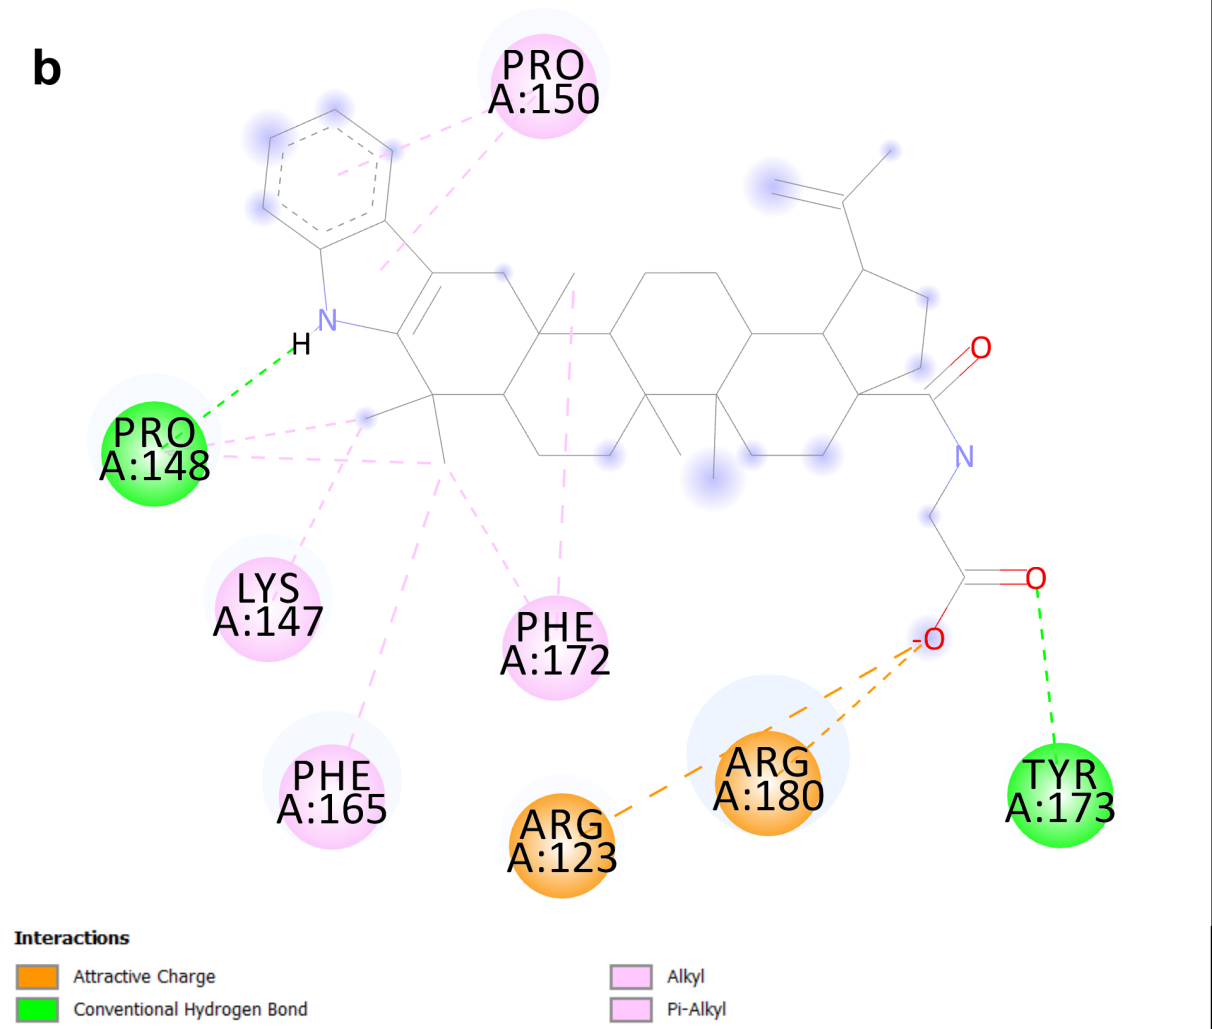 b
PRO
A:150
N
H
O
PRO
A:148
N
O
-O
LYS
A:147
PHE
A:172
PHE
A:165
ARG
A:180
TYR
A:173
ARG
A:123
Interactions
Attractive Charge
Conventional Hydrogen Bond
Alkyl
Pi-Alkyl